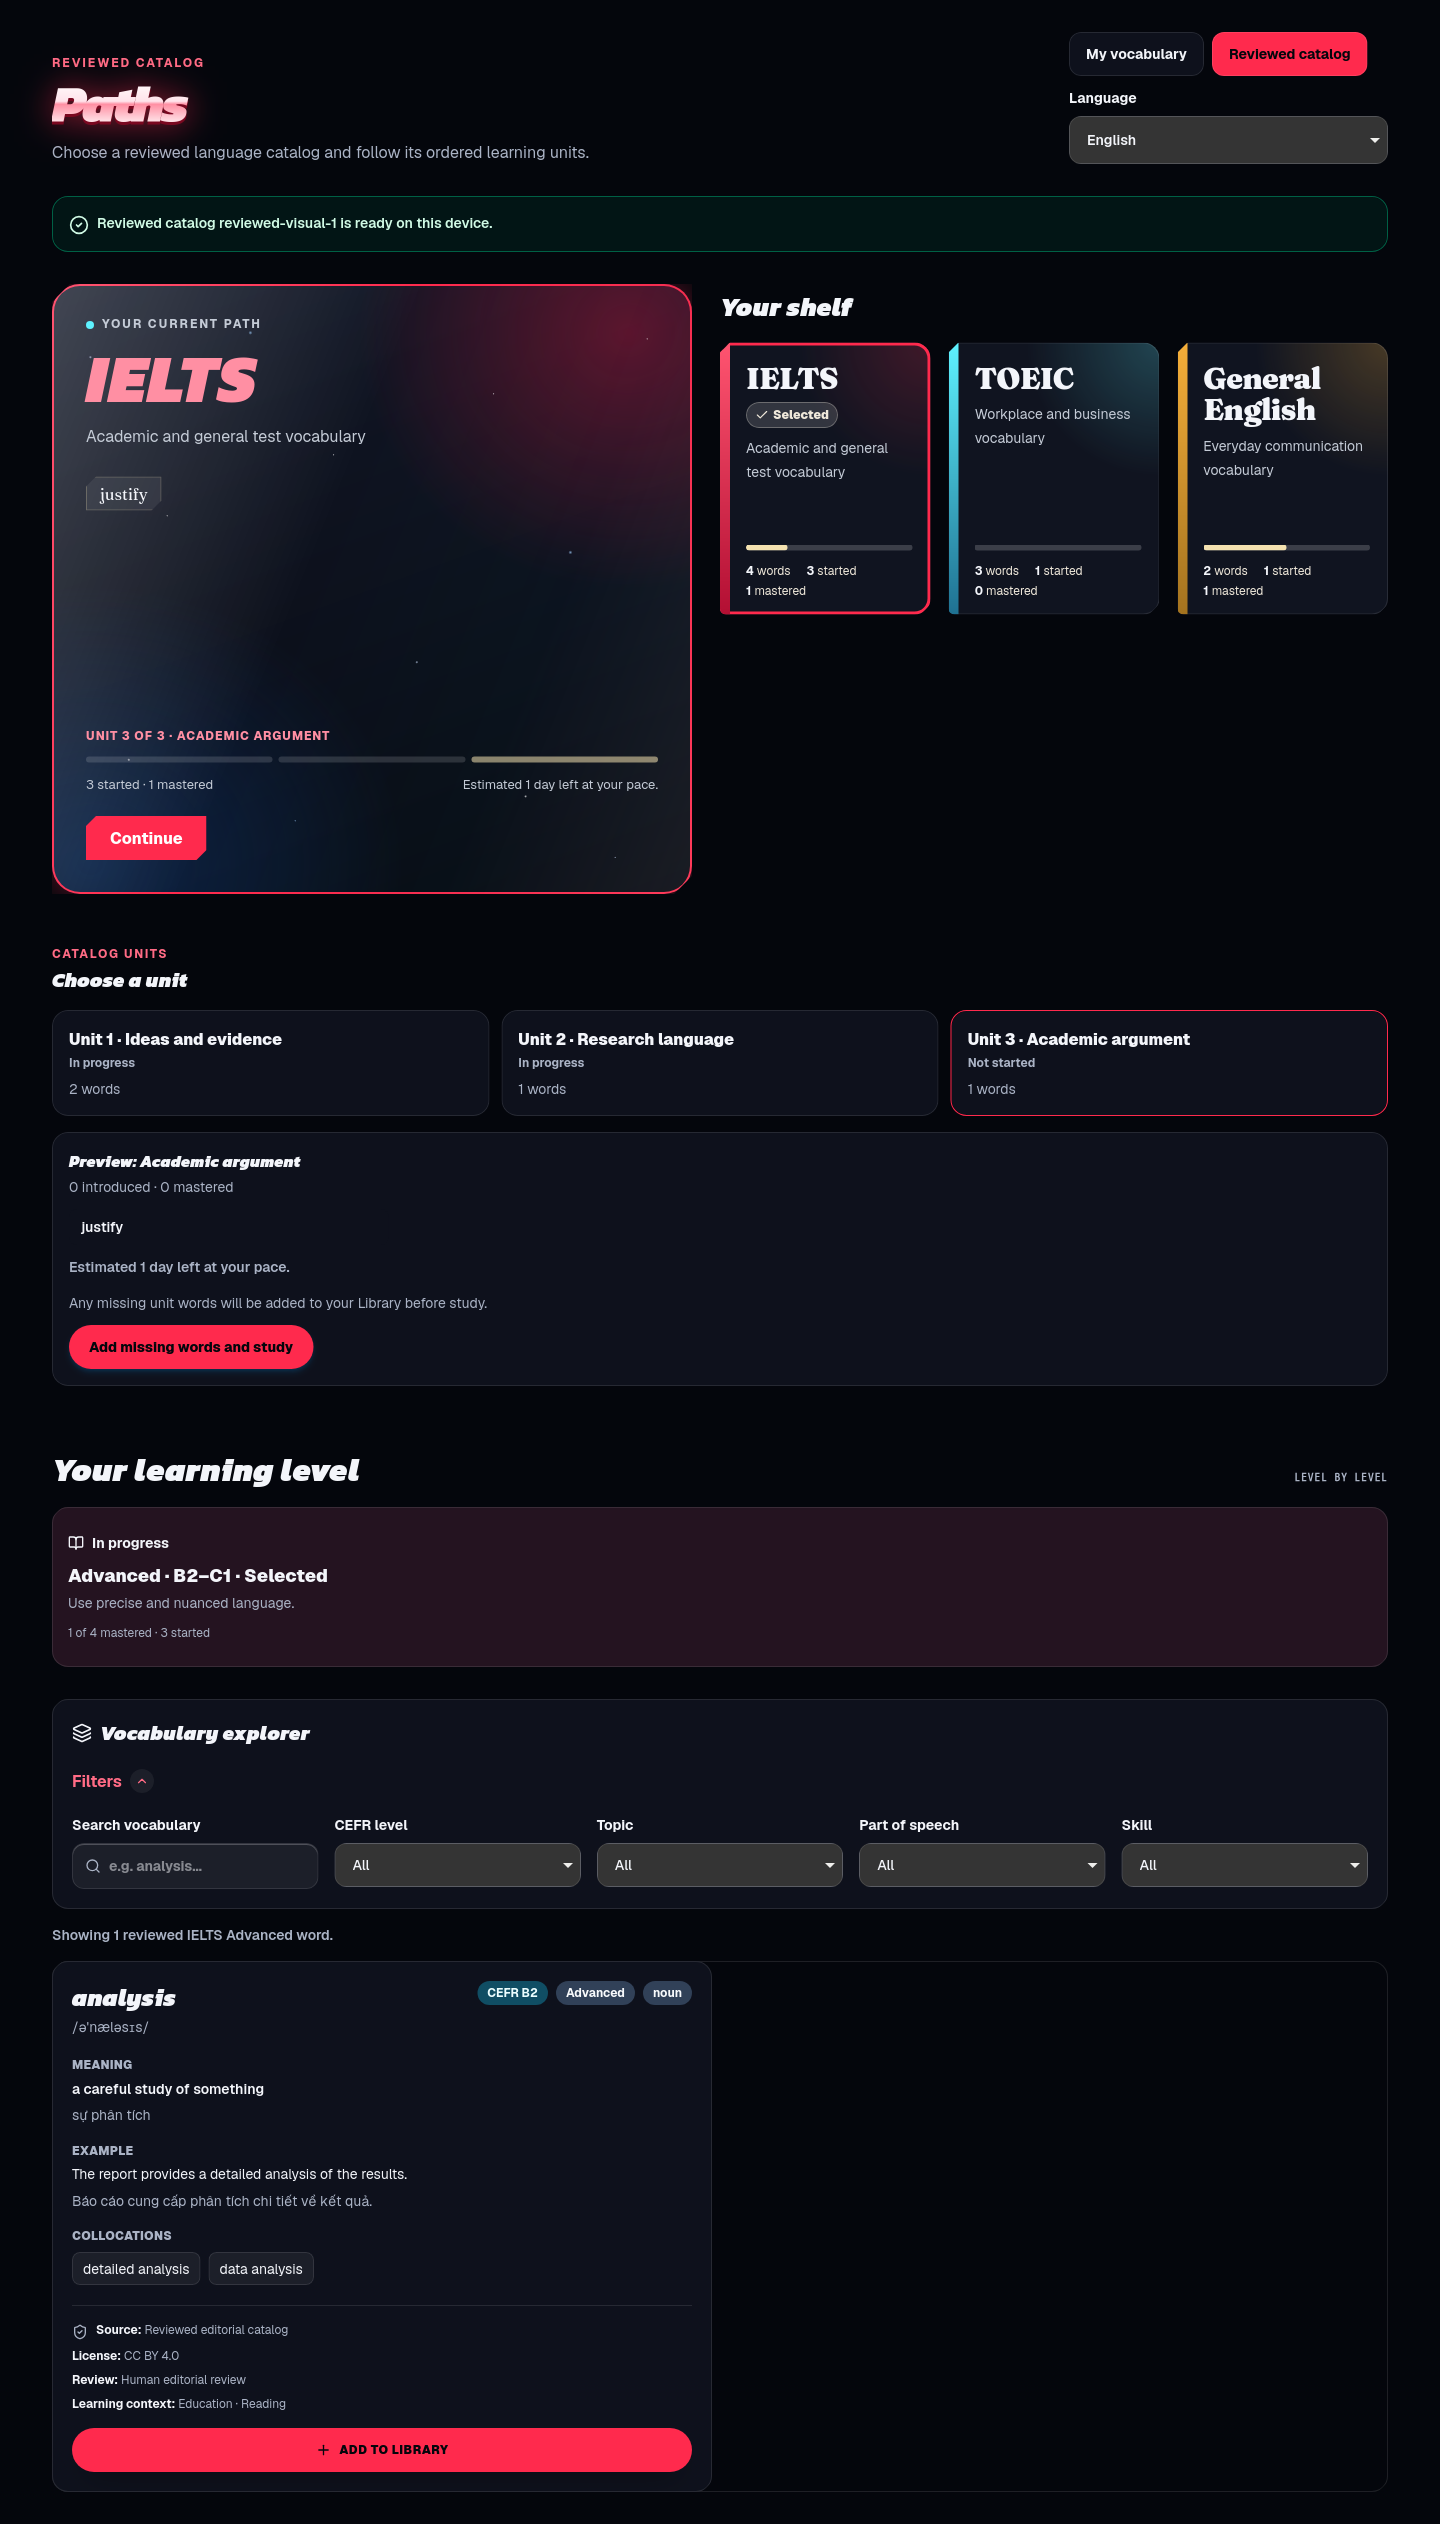 REVIEWED CATALOG
Paths
Choose a reviewed language catalog and follow its ordered learning units.
My vocabulary
Reviewed catalog
Language
English
Reviewed catalog reviewed-visual-1 is ready on this device.
YOUR CURRENT PATH
IELTS
Academic and general test vocabulary
justify
UNIT 3 OF 3 · ACADEMIC ARGUMENT
3 started · 1 mastered
Estimated 1 day left at your pace.
Continue
Your shelf
IELTS
Selected
Academic and general
test vocabulary
4 words 3 started
1 mastered
TOEIC
Workplace and business
vocabulary
3 words 1 started
0 mastered
General
English
Everyday communication
vocabulary
2 words 1 started
1 mastered
CATALOG UNITS
Choose a unit
Unit 1 · Ideas and evidence
In progress
2 words
Unit 2 · Research language
In progress
1 words
Unit 3 · Academic argument
Not started
1 words
Preview: Academic argument
0 introduced · 0 mastered
justify
Estimated 1 day left at your pace.
Any missing unit words will be added to your Library before study.
Add missing words and study
Your learning level
LEVEL BY LEVEL
In progress
Advanced · B2–C1 · Selected
Use precise and nuanced language.
1 of 4 mastered · 3 started
Vocabulary explorer
Filters
Search vocabulary
e.g. analysis...
CEFR level
All
Topic
All
Part of speech
All
Skill
All
Showing 1 reviewed IELTS Advanced word.
analysis
CEFR B2
Advanced
noun
/əˈnæləsɪs/
MEANING
a careful study of something
sự phân tích
EXAMPLE
The report provides a detailed analysis of the results.
Báo cáo cung cấp phân tích chi tiết về kết quả.
COLLOCATIONS
detailed analysis
data analysis
Source: Reviewed editorial catalog
License: CC BY 4.0
Review: Human editorial review
Learning context: Education · Reading
ADD TO LIBRARY